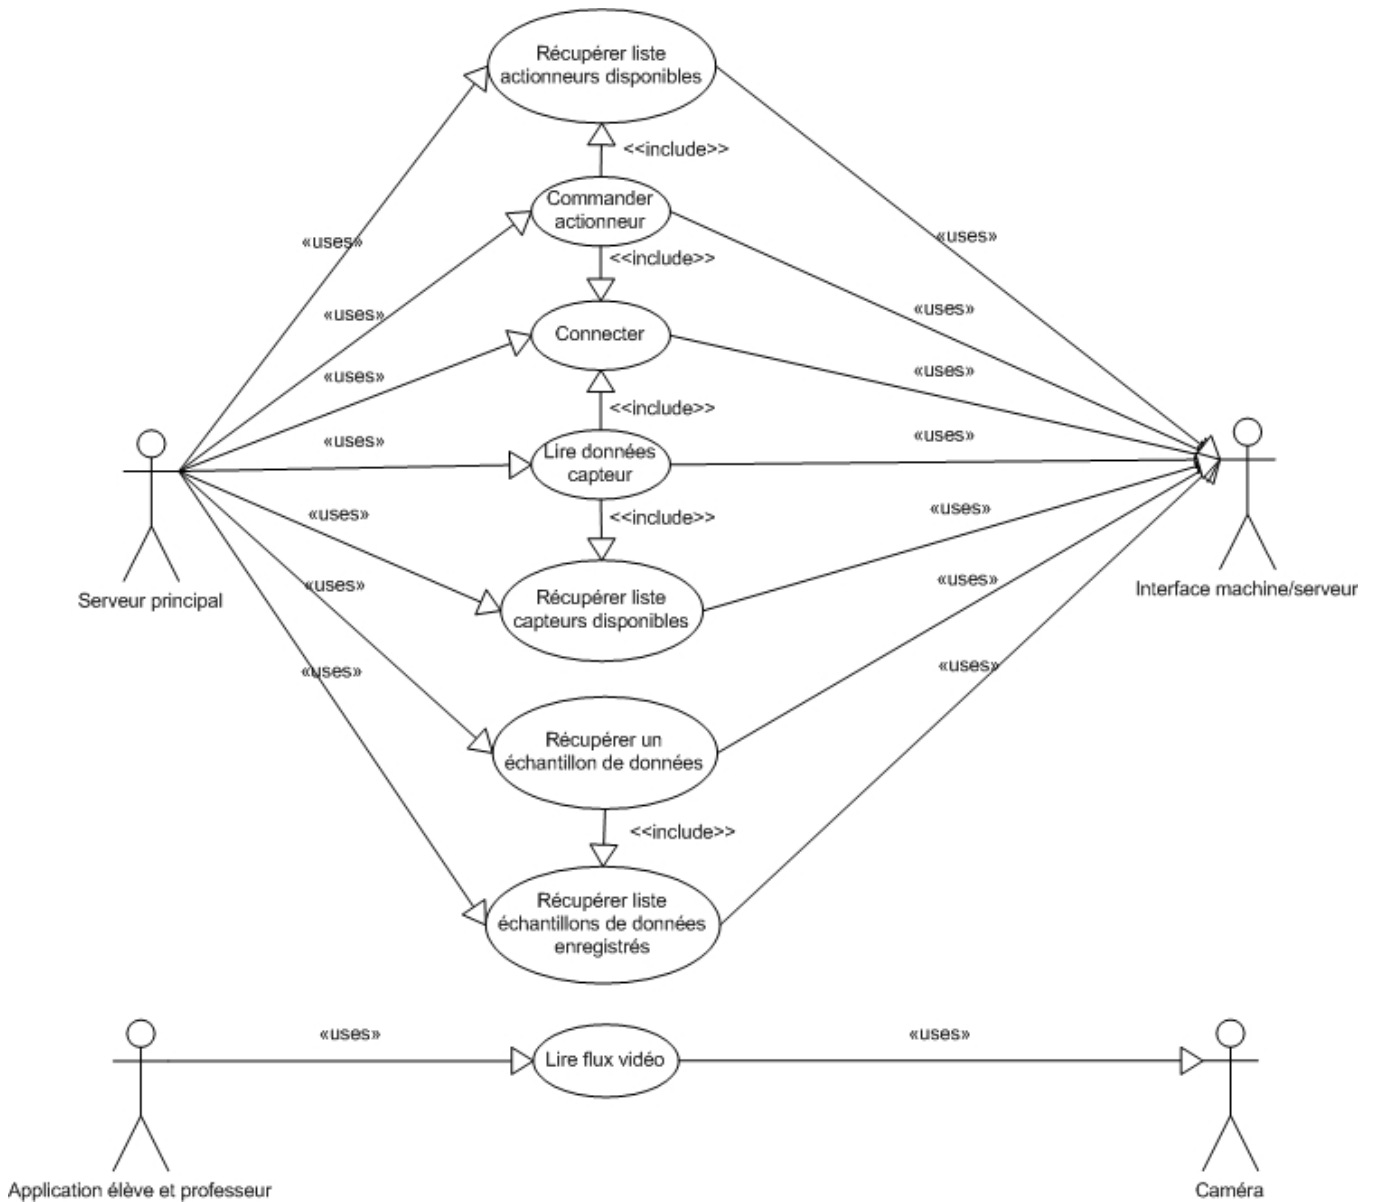 Récupérer liste
actionneurs disponibles
<<include>>
Commander
actionneur
«uses»
«uses»
<<include>>
«uses»
«uses»
Connecter
«uses»
«uses»
<<include>>
«uses»
Lire données
capteur
«uses»
<<include>>
«uses»
«uses»
Serveur principal
Récupérer liste
capteurs disponibles
Interface machine/serveur
«uses»
«uses»
«uses»
«uses»
Récupérer un
échantillon de données
<<include>>
Récupérer liste
échantillons de données
enregistrés
«uses»
«uses»
Lire flux vidéo
Application élève et professeur
Caméra